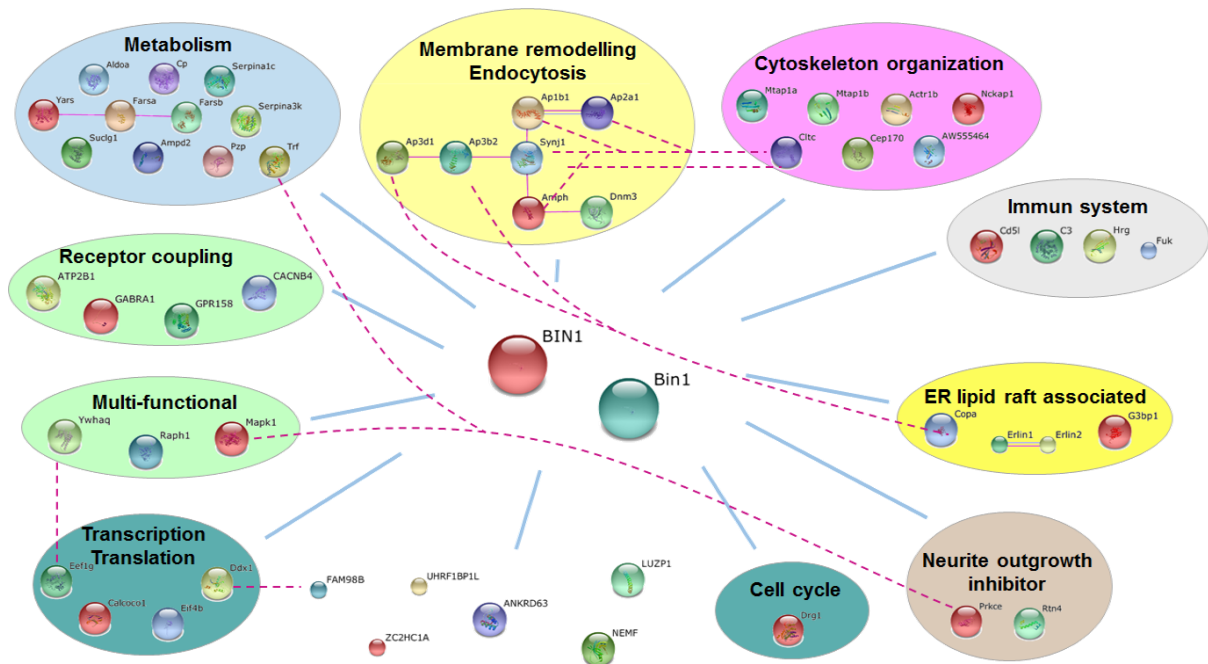 Metabolism
Aldoa
Cp
Serpina1c
Yars
Farsa
Farsb
Serpina3k
Suclg1
Ampd2
Pzp
Trf
Membrane remodelling
Endocytosis
Ap1b1
Ap2a1
Ap3d1
Ap3b2
Synj1
Amph
Dnm3
Cytoskeleton organization
Mtap1a
Mtap1b
Actr1b
Nckap1
Cltc
Cep170
AW555464
Immun system
Cd5l
C3
Hrg
Fuk
Receptor coupling
ATP2B1
GABRA1
GPR158
CACNB4
BIN1
Bin1
Multi-functional
Ywhaq
Raph1
Mapk1
ER lipid raft associated
Copa
Erlin1
Erlin2
G3bp1
Transcription
Translation
Eef1g
Ddx1
Calcoco1
Eif4b
FAM98B
UHRF1BP1L
ZC2HC1A
ANKRD63
LUZP1
NEMF
Cell cycle
Drg1
Neurite outgrowth
inhibitor
Prkce
Rtn4